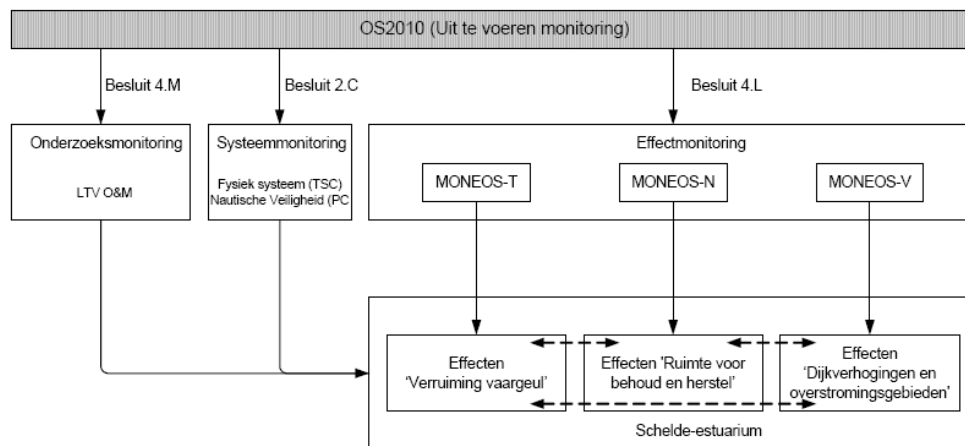 OS2010 (Uit te voeren monitoring)
Besluit 4.M
Besluit 2.C
Besluit 4.L
Onderzoeksmonitoring
LTV O&M
Systeemmonitoring
Fysiek systeem (TSC)
Nautische Veiligheid (PC
Effectmonitoring
MONEOS-T
MONEOS-N
MONEOS-V
Effecten
'Verruiming vaargeul'
Effecten 'Ruimte voor
behoud en herstel'
Effecten
'Dijkverhogingen en
overstromingsgebieden'
Schelde-estuarium